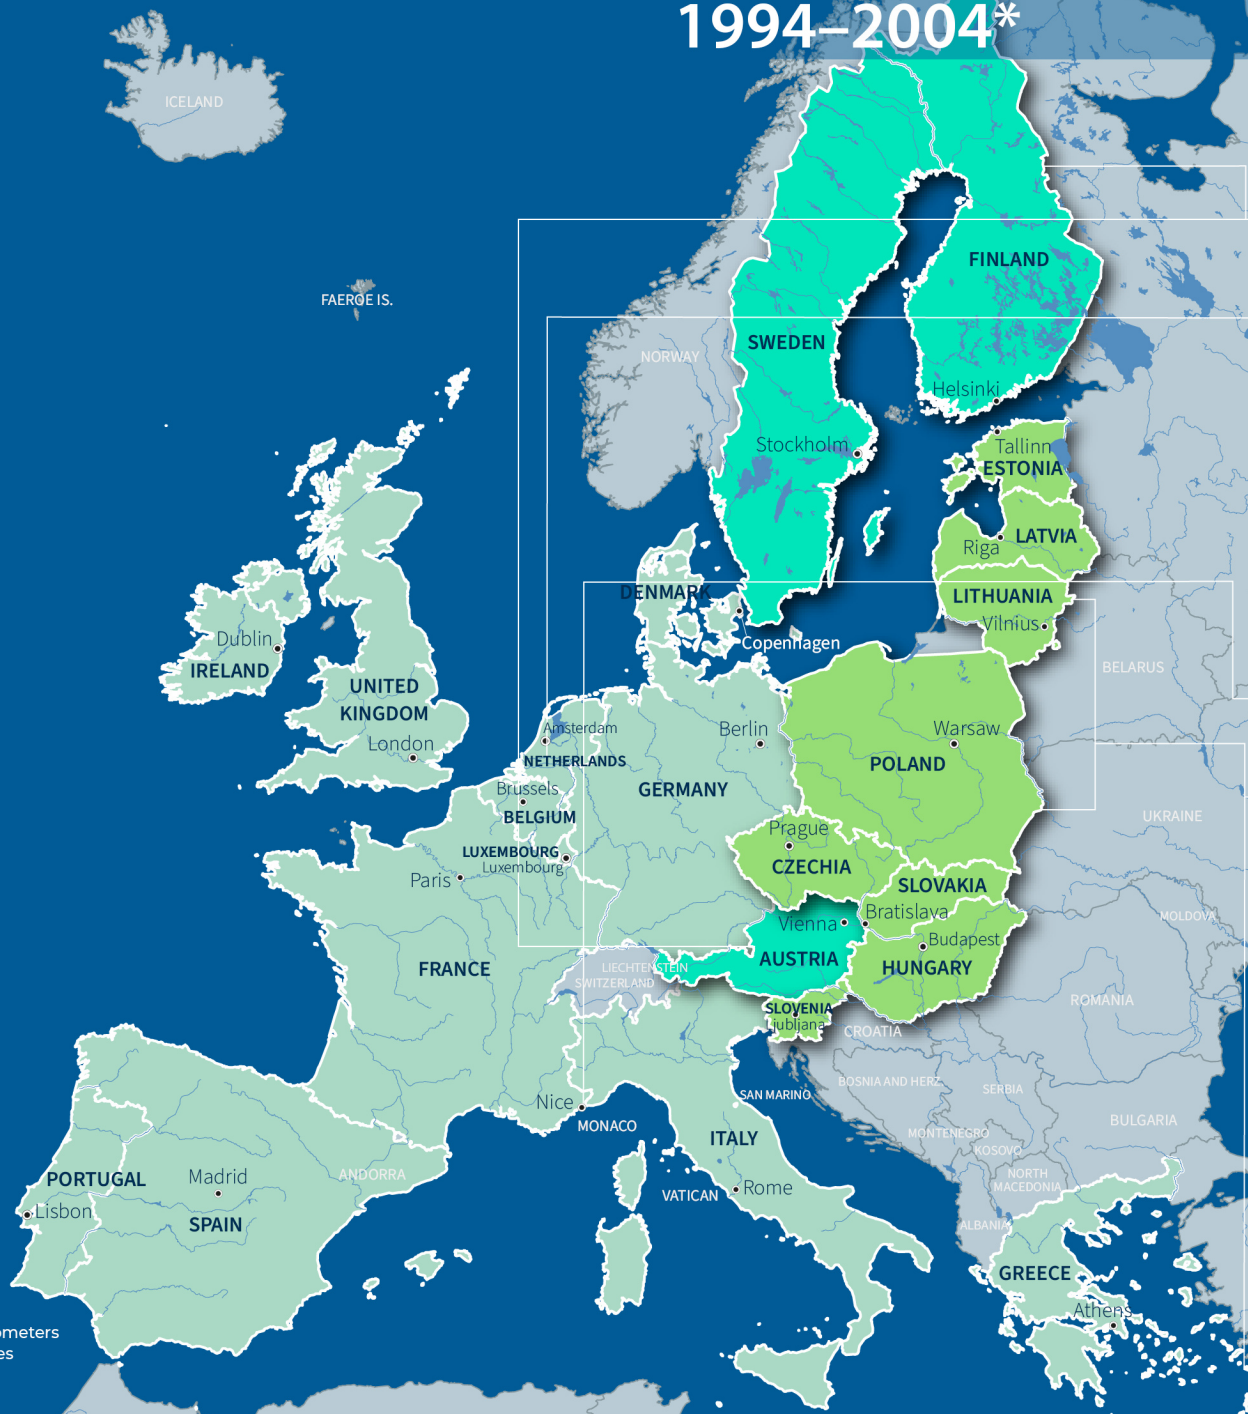 1994–2004*
ICELAND
FAEROE IS.
FINLAND
SWEDEN
NORWAY
Helsinki
Stockholm
Tallinn
ESTONIA
Riga
LATVIA
DENMARK
LITHUANIA
Vilnius
Copenhagen
Dublin
IRELAND
BELARUS
UNITED
KINGDOM
London
Amsterdam
Berlin
Warsaw
NETHERLANDS
POLAND
GERMANY
Brussels
BELGIUM
UKRAINE
Prague
CZECHIA
LUXEMBOURG
Luxembourg
Paris
SLOVAKIA
Bratislava
MOLDOVA
Vienna
Budapest
AUSTRIA
HUNGARY
FRANCE
LIECHTENSTEIN
SWITZERLAND
ROMANIA
SLOVENIA
jubljana
CROATIA
BOSNIA AND HERZ.
SERBIA
SAN MARINO
Nice
MONACO
BULGARIA
ITALY
MONTENEGRO
KOSOVO
ANDORRA
NORTH
MACEDONIA
PORTUGAL
Madrid
VATICAN
Rome
Lisbon
SPAIN
ALBANIA
GREECE
Athens
ometers
es